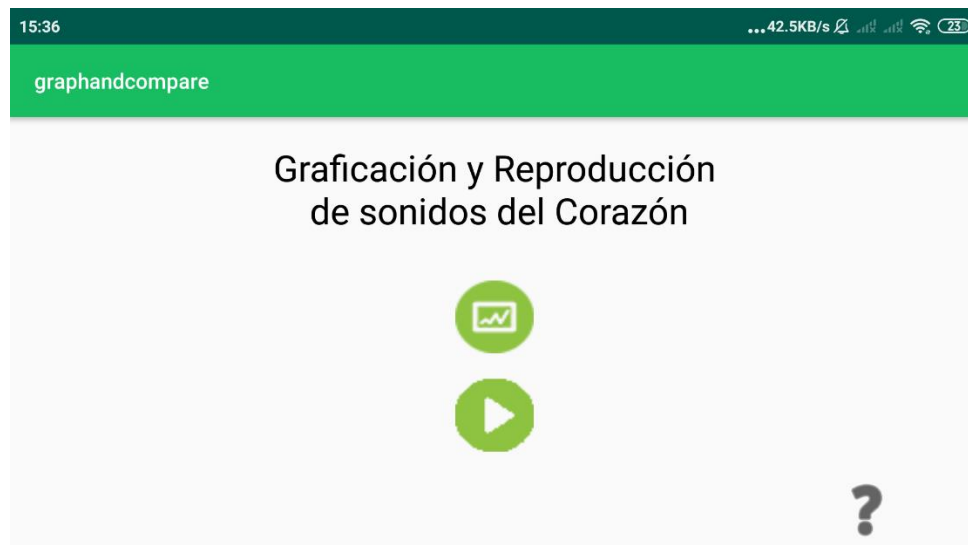 15:36
...42.5KB/s 23
graphandcompare
Graficación y Reproducción
de sonidos del Corazón
?